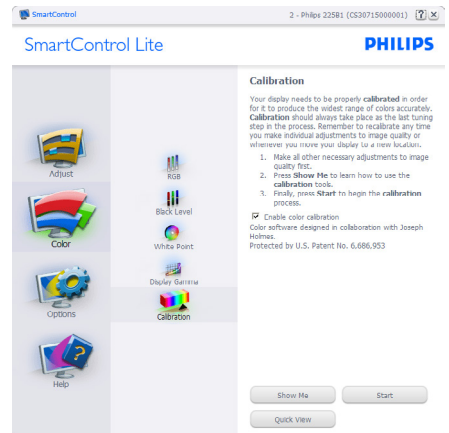 SmartControl
2 - Philips 225B1 (CS30715000001)
? X
SmartControl Lite
PHILIPS
Adjust
Color
Options
Help
RGB
Black Level
White Point
Display Gamma
Calibration
Calibration
Your display needs to be properly calibrated in order
for it to produce the widest range of colors accurately.
Calibration should always take place as the last tuning
step in the process. Remember to recalibrate any time
you make individual adjustments to image quality or
whenever you move your display to a new location.
1. Make all other necessary adjustments to image
quality first.
2. Press Show Me to learn how to use the
calibration tools.
3. Finally, press Start to begin the calibration
process.
Enable color calibration
Color software designed in collaboration with Joseph
Holmes.
Protected by U.S. Patent No. 6,686,953
Show Me
Start
Quick View